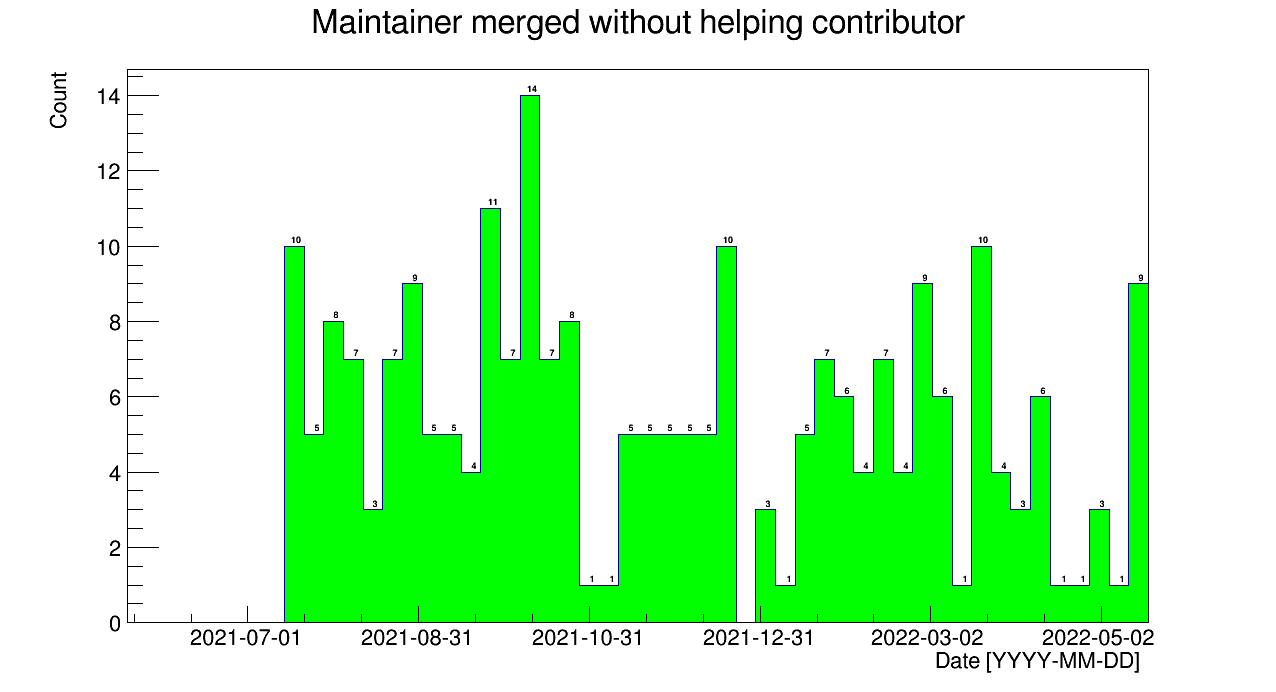 Maintainer merged without helping contributor
Count
14
12
10
8
6
4
2
0
10 5 8 7 3 7 9 5 5 4 11 7 14 7 8 1 1 5 5 5 5 5 10 3 1 5 7 6 4 7 4 9 6 1 10 4 3 6 1 1 3 1 9
2021-07-01 2021-08-31 2021-10-31 2021-12-31 2022-03-02 2022-05-02
Date [YYYY-MM-DD]